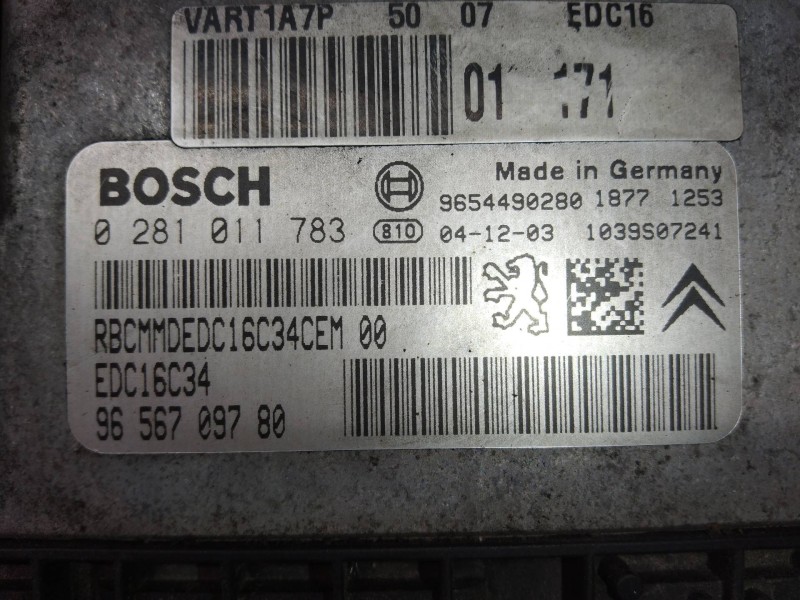 VART1A7P 50 07 EDC16
01 171
BOSCH
Made in Germany
9654490280 1877 1253
0 281 011 783 810 04-12-03 1039S07241
RBCMMDEDC16C34CEM 00
EDC16C34
96 567 097 80